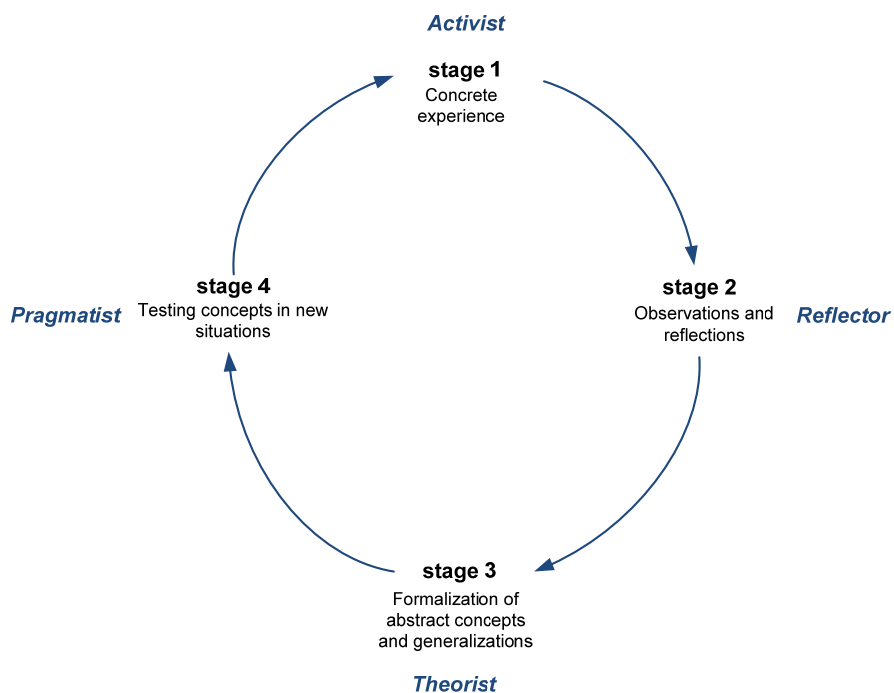 Activist
stage 1
Concrete
experience
stage 2
Observations and
reflections
Reflector
stage 3
Formalization of
abstract concepts
and generalizations
Theorist
stage 4
Testing concepts in new
situations
Pragmatist